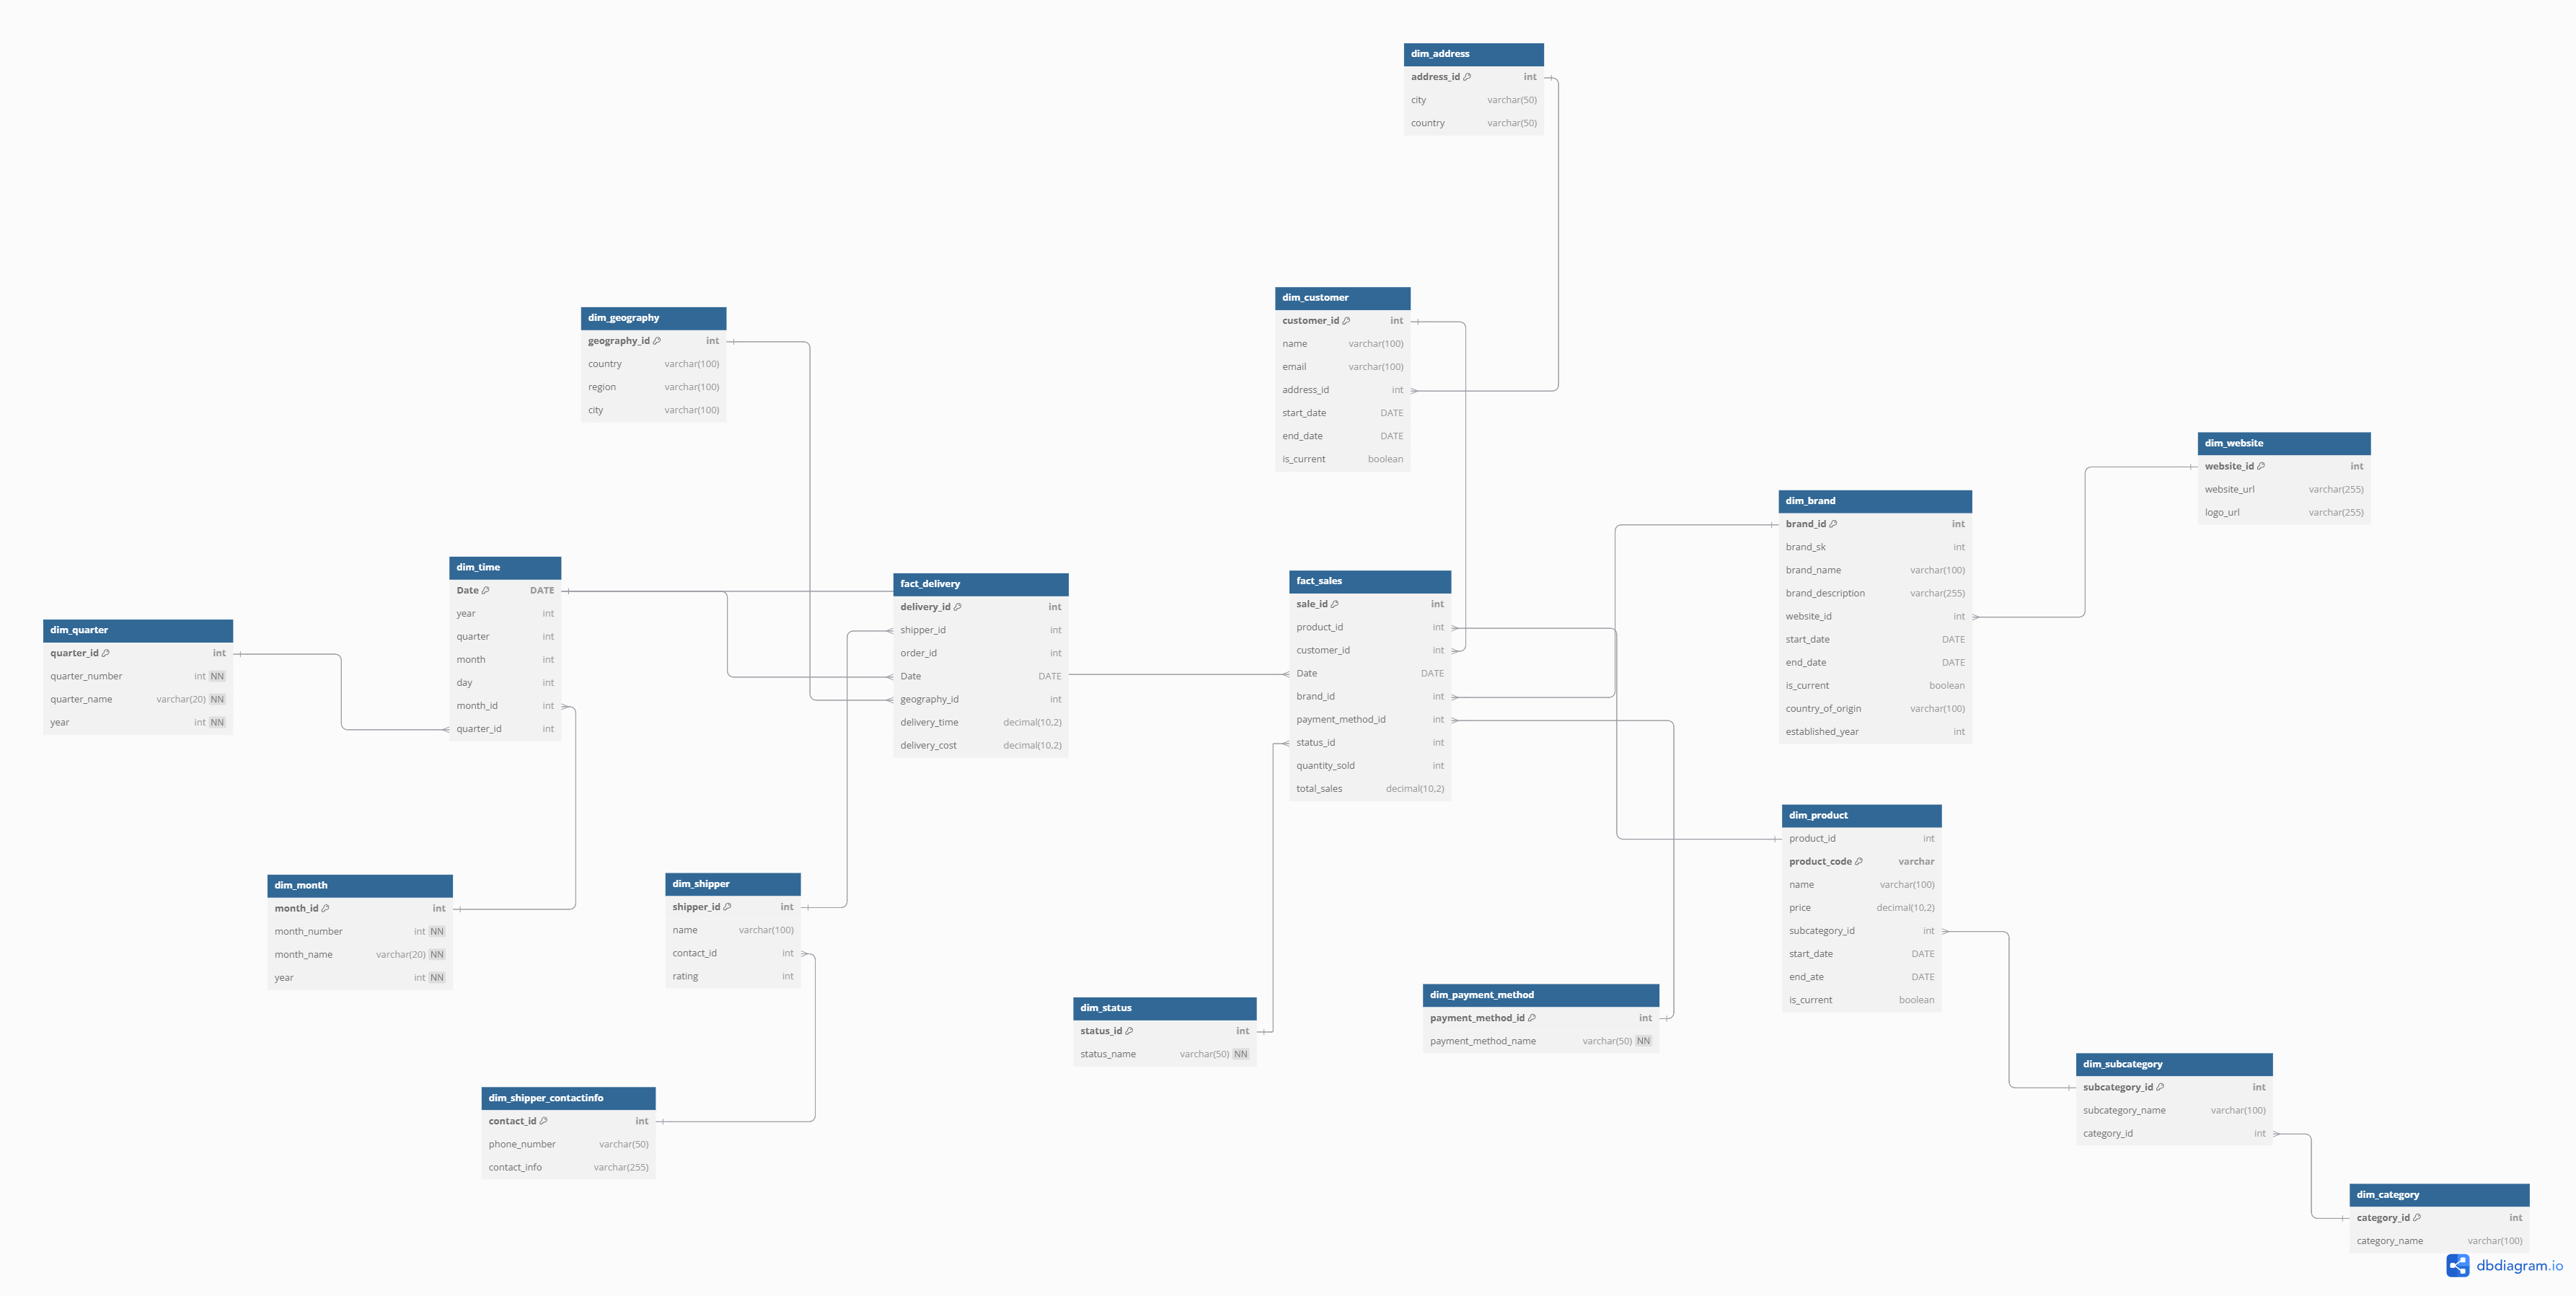 dim_address
address_id int
city varchar(50)
country varchar(50)
dim_customer
customer_id int
name varchar(100)
email varchar(100)
address_id int
start_date DATE
end_date DATE
is_current boolean
dim_geography
geography_id int
country varchar(100)
region varchar(100)
city varchar(100)
dim_website
website_id int
website_url varchar(255)
logo_url varchar(255)
dim_brand
brand_id int
brand_sk int
brand_name varchar(100)
brand_description varchar(255)
website_id int
start_date DATE
end_date DATE
is_current boolean
country_of_origin varchar(100)
established_year int
dim_time
Date DATE
year int
quarter int
month int
day int
month_id int
quarter_id int
fact_delivery
delivery_id int
shipper_id int
order_id int
Date DATE
geography_id int
delivery_time decimal(10,2)
delivery_cost decimal(10,2)
fact_sales
sale_id int
product_id int
customer_id int
Date DATE
brand_id int
payment_method_id int
status_id int
quantity_sold int
total_sales decimal(10,2)
dim_quarter
quarter_id int
quarter_number int NN
quarter_name varchar(20) NN
year int NN
dim_product
product_id int
product_code varchar
name varchar(100)
price decimal(10,2)
subcategory_id int
start_date DATE
end_ate DATE
is_current boolean
dim_month
month_id int
month_number int NN
month_name varchar(20) NN
year int NN
dim_shipper
shipper_id int
name varchar(100)
contact_id int
rating int
dim_status
status_id int
status_name varchar(50) NN
dim_payment_method
payment_method_id int
payment_method_name varchar(50) NN
dim_shipper_contactinfo
contact_id int
phone_number varchar(50)
contact_info varchar(255)
dim_subcategory
subcategory_id int
subcategory_name varchar(100)
category_id int
dim_category
category_id int
category_name varchar(100)
dbdiagram.io